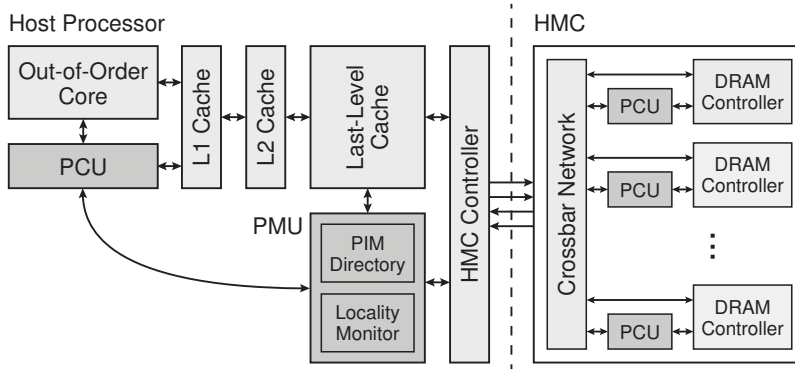 Host Processor
HMC
Out-of-Order
Core
PCU
L1 Cache
L2 Cache
Last-Level
Cache
PMU
PIM
Directory
Locality
Monitor
HMC Controller
Crossbar Network
PCU
DRAM
Controller
PCU
DRAM
Controller
PCU
DRAM
Controller